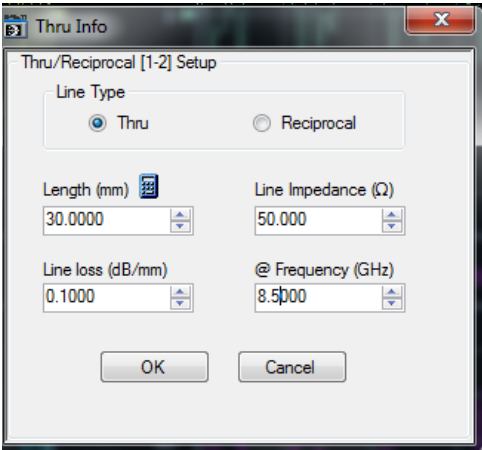 Thru Info
Thru/Reciprocal [1-2] Setup
Line Type
Thru
Reciprocal
Length (mm)
Line Impedance (Ω)
30.0000
50.000
Line loss (dB/mm)
@ Frequency (GHz)
0.1000
8.5000
OK
Cancel